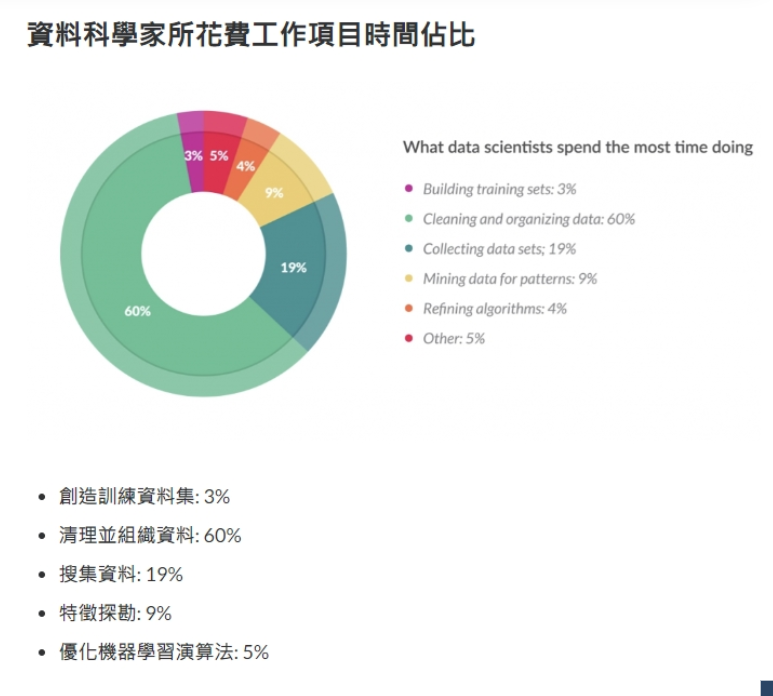 資料科學家所花費工作項目時間佔比
What data scientists spend the most time doing
3% 5%
4%
9%
19%
60%
Building training sets: 3%
Cleaning and organizing data: 60%
Collecting data sets; 19%
Mining data for patterns: 9%
Refining algorithms: 4%
Other: 5%
創造訓練資料集: 3%
清理並組織資料: 60%
搜集資料: 19%
特徵探勘: 9%
優化機器學習演算法: 5%